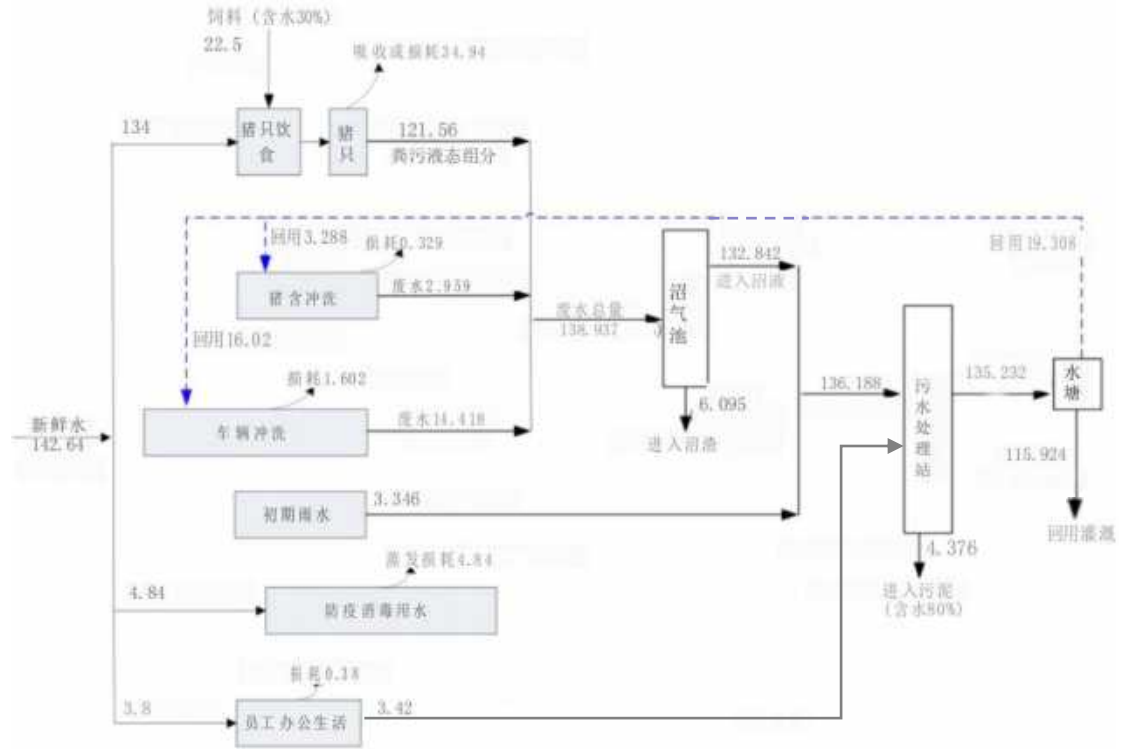 饲料（含水30%）
22.5
吸收或损耗34.94
134
猪只饮
食
猪
只
121.56
粪污液态组分
回用3.288
损耗0.329
猪舍冲洗
废水2.959
回用19.308
132.842
进入沼液
沼
气
池
废水总量
138.937
回用16.02
损耗1.602
车辆冲洗
废水14.418
6.095
进入沼渣
136.188
污
水
处
理
站
135.232
水
塘
115.924
回用灌溉
新鲜水
142.64
初期雨水
3.346
4.376
进入污泥
（含水80%）
蒸发损耗4.84
4.84
防疫消毒用水
损耗0.38
3.8
员工办公生活
3.42